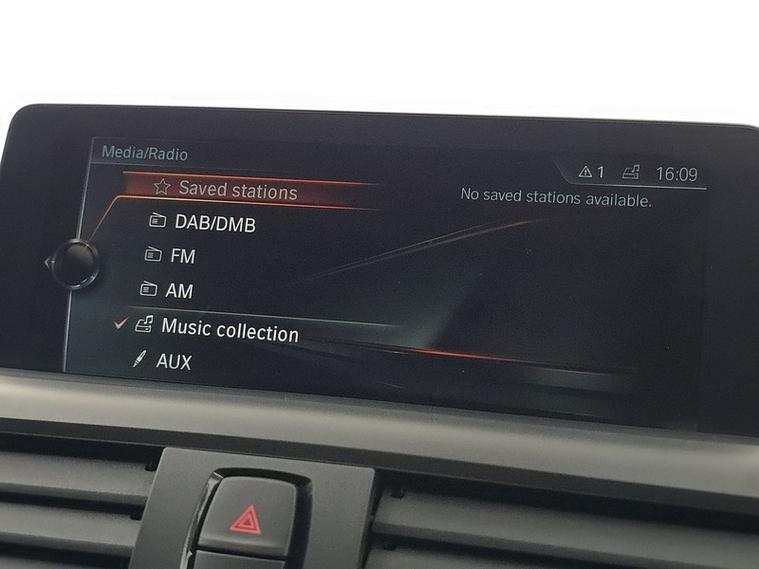 Media/Radio
1 16:09
Saved stations
No saved stations available.
DAB/DMB
FM
AM
Music collection
AUX